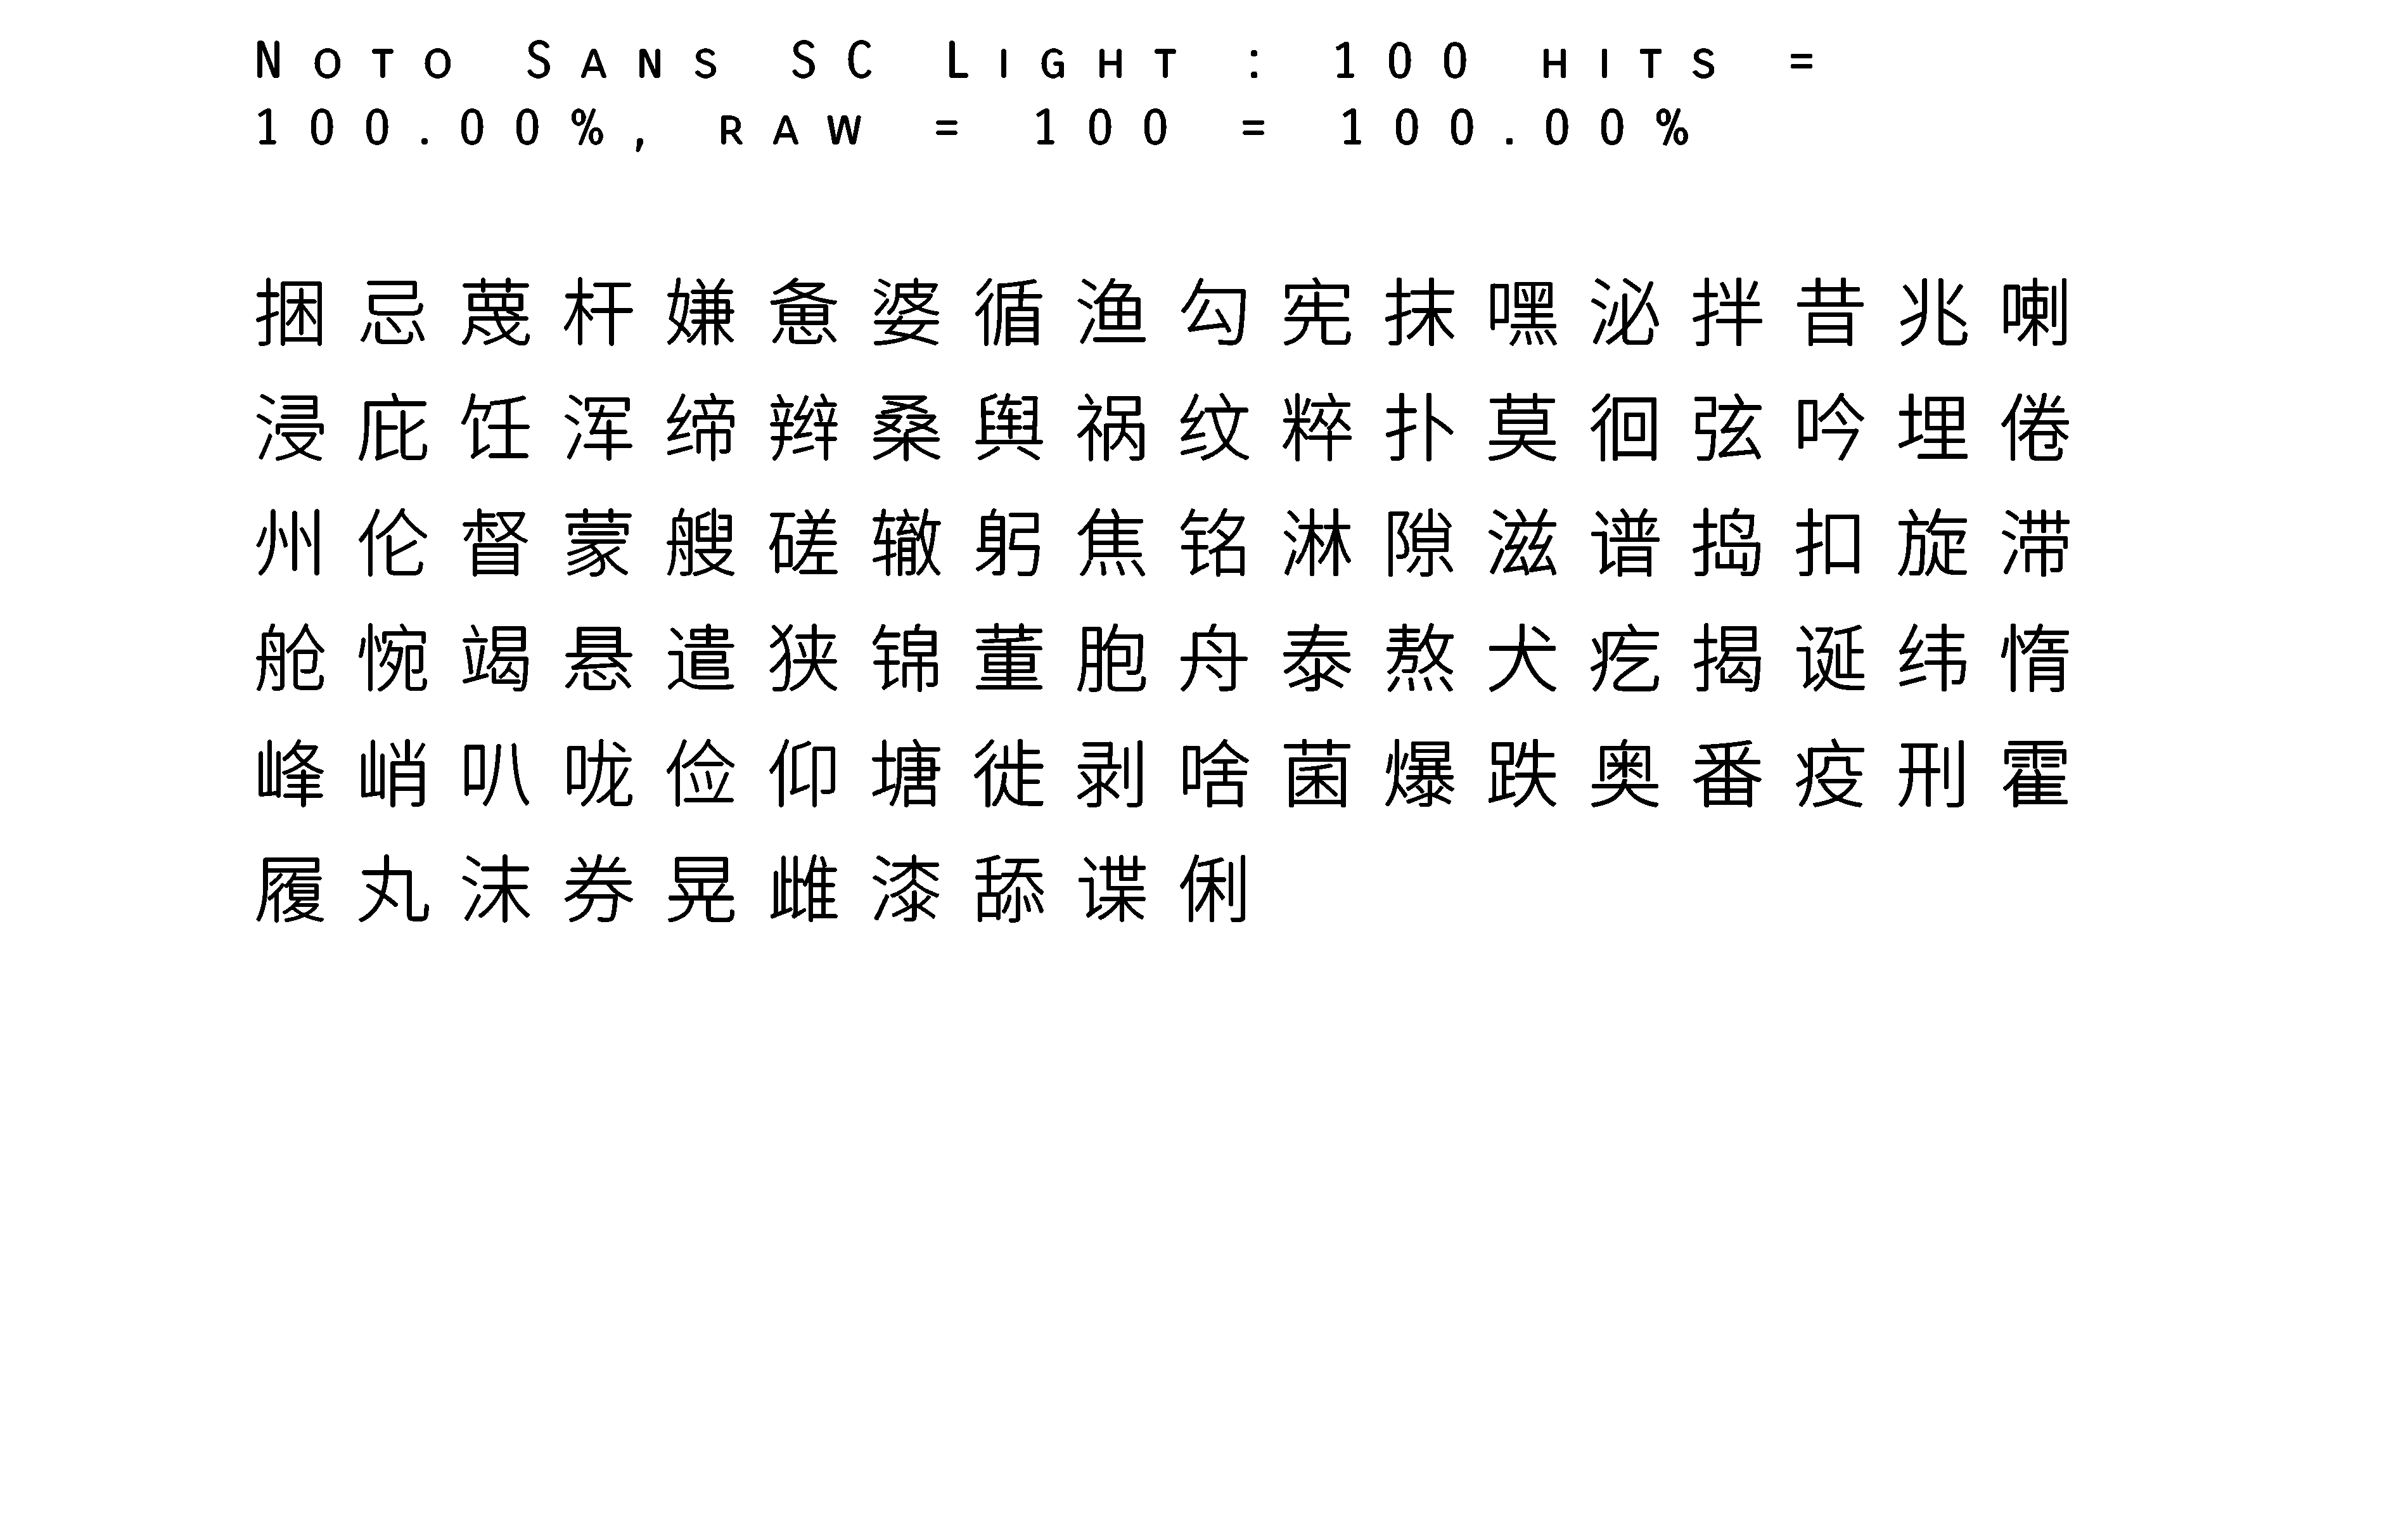 Noto Sans SC Light : 100 hits =
100.00%, raw = 100 = 100.00%
捆忌蔑杆嫌惫婆循渔勾宪抹嘿泌拌昔兆喇
浸庇饪浑缔辫桑舆祸纹粹扑莫徊弦吟埋倦
州伦督蒙艘磋辙躬焦铭淋隙滋谱捣扣旋滞
舱惋竭悬遣狭锦董胞舟泰熬犬疙揭诞纬惰
峰峭叭咙俭仰塘徙剥啥菌爆跌奥番疫刑霍
履丸沫券晃雌漆舔谍俐